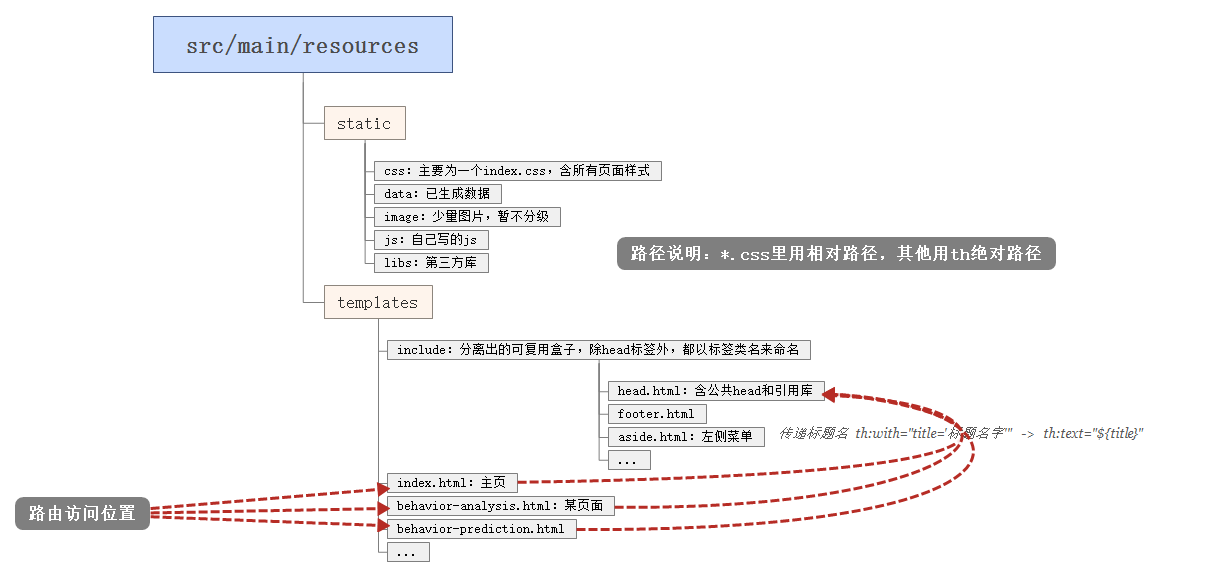 src/main/resources
static
css: 主要为一个index.css，含所有页面样式
data: 已生成数据
image: 少量图片，暂不分级
js: 自己写的js
libs: 第三方库
路径说明：*.css里用相对路径，其他用th绝对路径
templates
include: 分离出的可复用盒子，除head标签外，都以标签类名来命名
head.html: 含公共head和引用库
footer.html
aside.html: 左侧菜单
传递标题名 th:with="title='标题名字'" -> th:text="${title}"
...
index.html: 主页
路由访问位置
behavior-analysis.html: 某页面
behavior-prediction.html
...